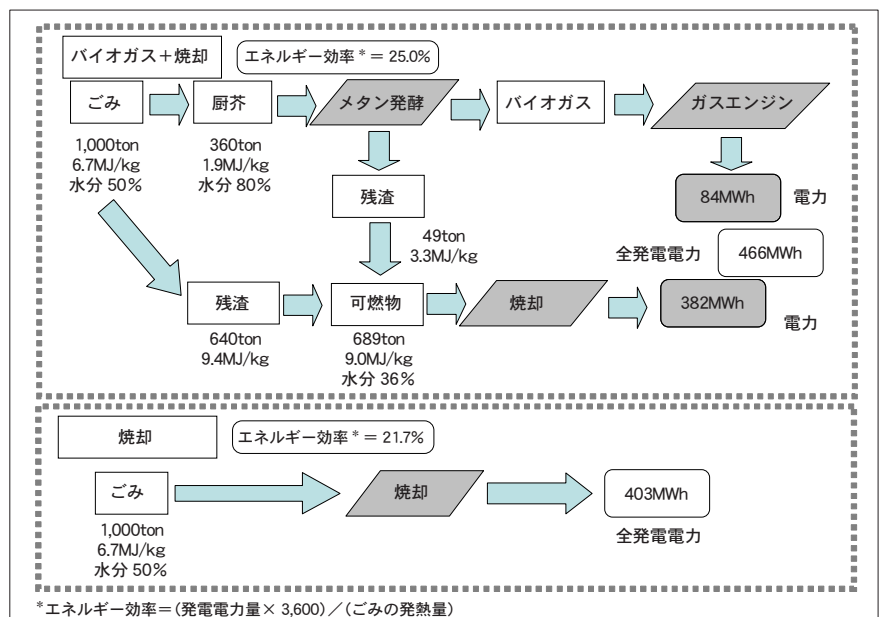 バイオガス＋焼却
エネルギー効率*＝25.0％
ごみ
厨芥
メタン発酵
バイオガス
ガスエンジン
1,000ton
6.7MJ/kg
水分 50％
360ton
1.9MJ/kg
水分 80％
残渣
84MWh
電力
49ton
3.3MJ/kg
全発電電力
466MWh
残渣
可燃物
焼却
382MWh
電力
640ton
9.4MJ/kg
689ton
9.0MJ/kg
水分 36％
焼却
エネルギー効率*＝21.7％
ごみ
焼却
403MWh
全発電電力
1,000ton
6.7MJ/kg
水分 50％
*エネルギー効率＝(発電電力量× 3,600)／(ごみの発熱量)